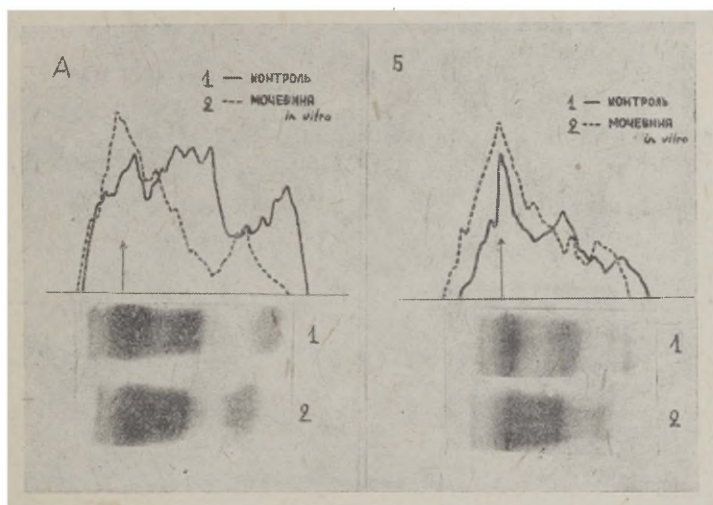 А
1 — КОНТРОЛЬ
2 --- МОЧЕВИНА
in vitro
Б
1 — КОНТРОЛЬ
2 --- МОЧЕВИНА
in vitro
1
2
1
2